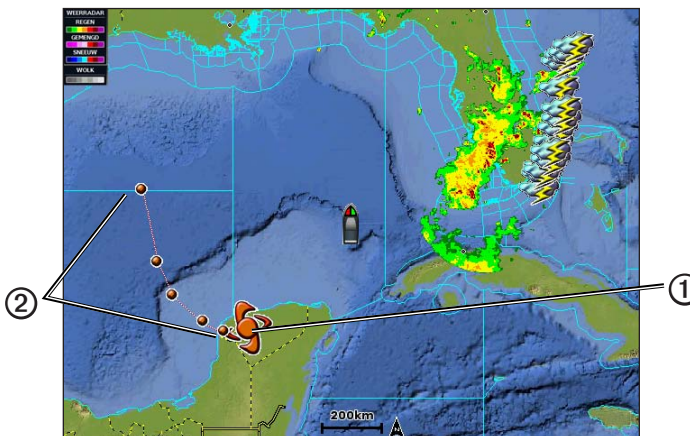 WEERRADAR
REGEN
GEMENGD
SNEEUW
WOLK
①
②
200km
N